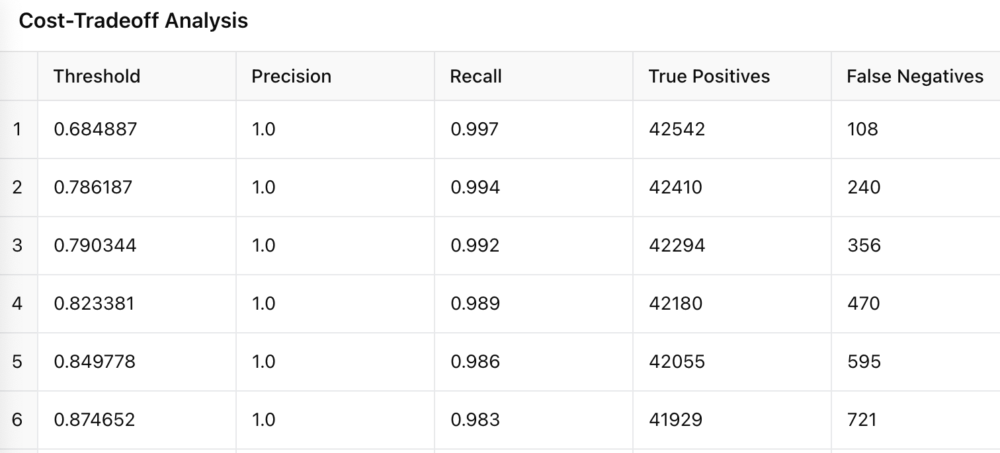 Cost-Tradeoff Analysis
Threshold Precision Recall True Positives False Negatives
1 0.684887 1.0 0.997 42542 108
2 0.786187 1.0 0.994 42410 240
3 0.790344 1.0 0.992 42294 356
4 0.823381 1.0 0.989 42180 470
5 0.849778 1.0 0.986 42055 595
6 0.874652 1.0 0.983 41929 721